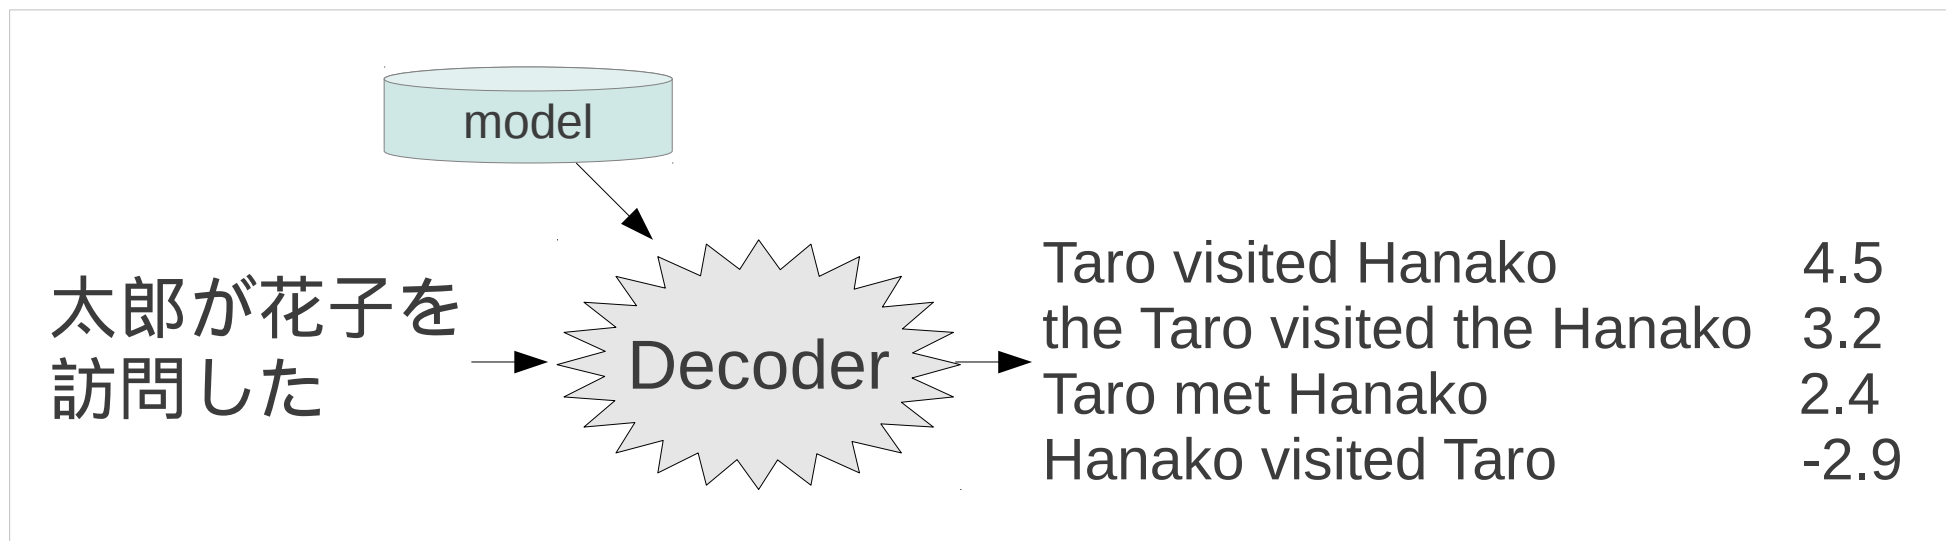 model
太郎が花子を
訪問した
Decoder
Taro visited Hanako 4.5
the Taro visited the Hanako 3.2
Taro met Hanako 2.4
Hanako visited Taro -2.9